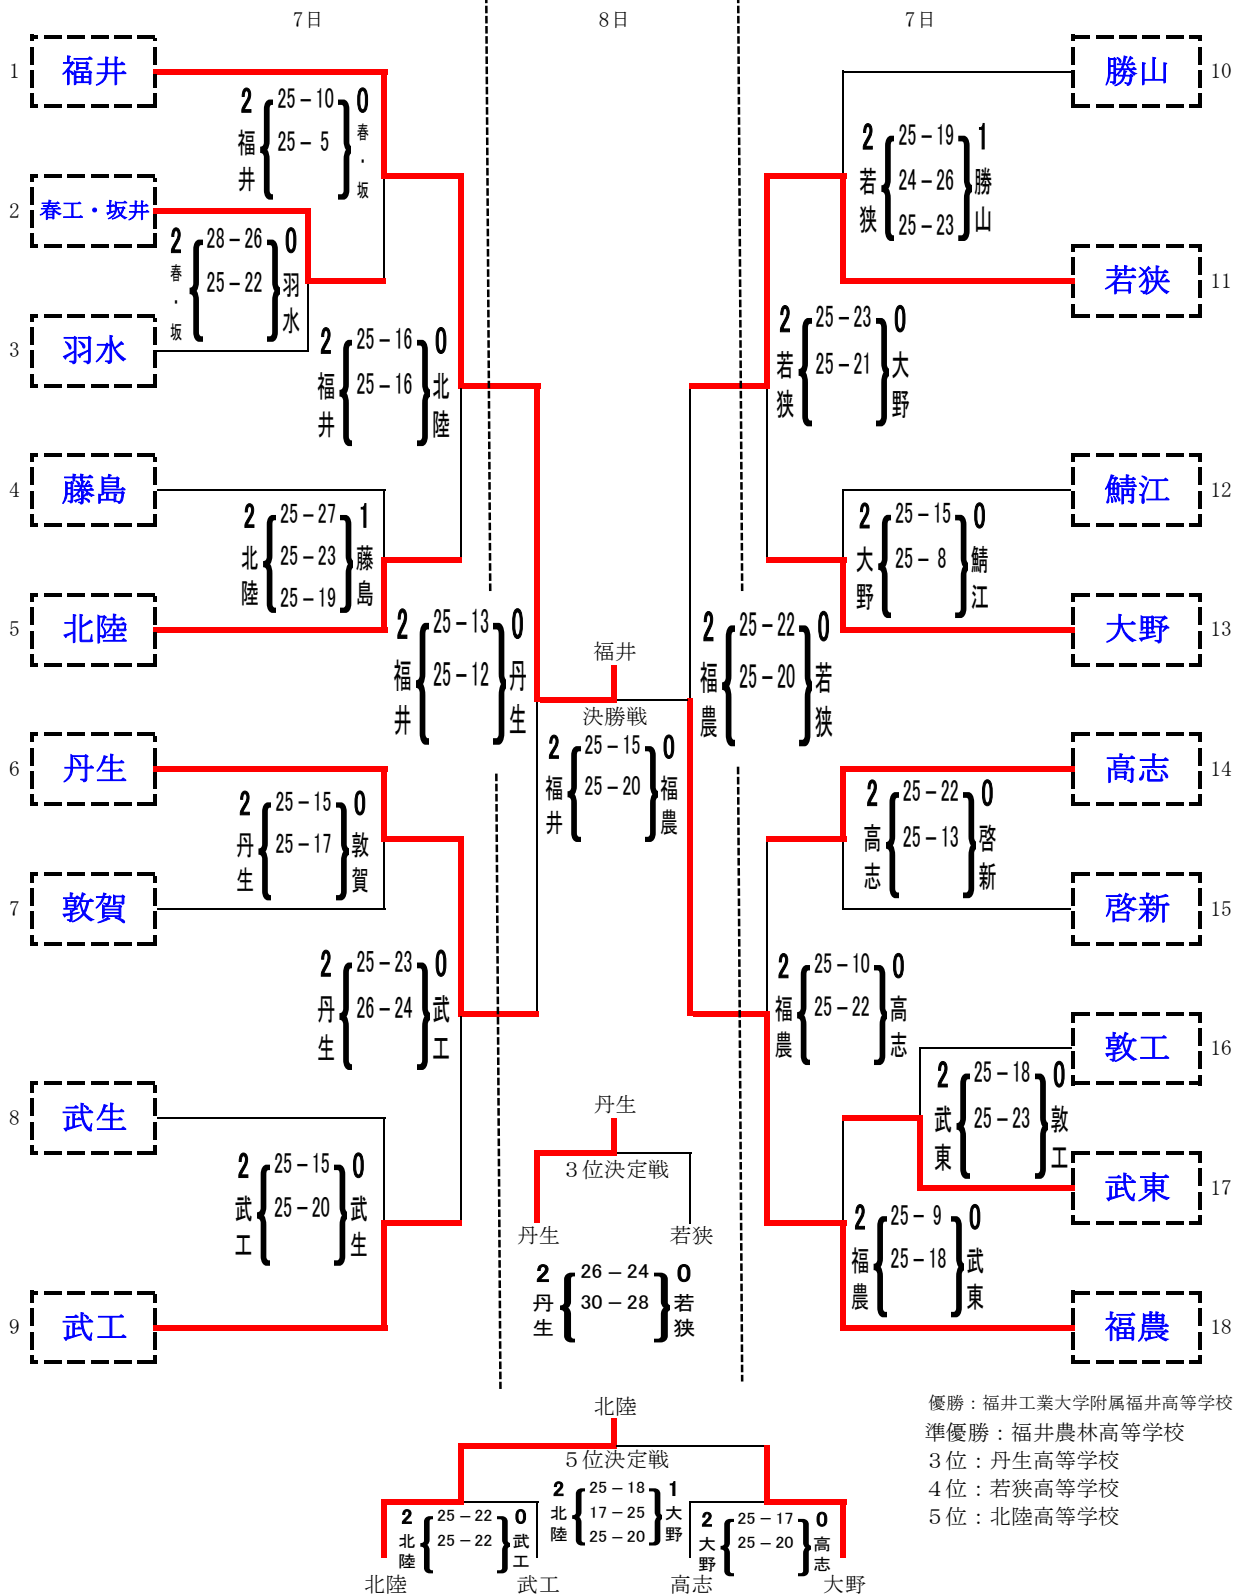 7日
8日
7日
1 福井
2 春工・坂井
3 羽水
4 藤島
5 北陸
6 丹生
7 敦賀
8 武生
9 武工
2 福井 25－10 25－5 0 春・坂
2 春・坂 28－26 25－22 0 羽水
2 福井 25－16 25－16 0 北陸
2 北陸 25－27 25－23 25－19 1 藤島
2 福井 25－13 25－12 0 丹生
2 丹生 25－15 25－17 0 敦賀
2 丹生 25－23 26－24 0 武工
2 武工 25－15 25－20 0 武生
福井
決勝戦
2 福井 25－15 25－20 0 福農
丹生
3位決定戦
丹生 若狭
2 丹生 26－24 30－28 0 若狭
勝山 10
若狭 11
鯖江 12
大野 13
高志 14
啓新 15
敦工 16
武東 17
福農 18
2 若狭 25－19 24－26 25－23 1 勝山
2 若狭 25－23 25－21 0 大野
2 大野 25－15 25－8 0 鯖江
2 福農 25－22 25－20 0 若狭
2 高志 25－22 25－13 0 啓新
2 福農 25－10 25－22 0 高志
2 武東 25－18 25－23 0 敦工
2 福農 25－9 25－18 0 武東
北陸
5位決定戦
2 北陸 25－18 17－25 25－20 1 大野
2 北陸 25－22 25－22 0 武工
2 大野 25－17 25－20 0 高志
北陸 武工 高志 大野
優勝：福井工業大学附属福井高等学校
準優勝：福井農林高等学校
3位：丹生高等学校
4位：若狭高等学校
5位：北陸高等学校